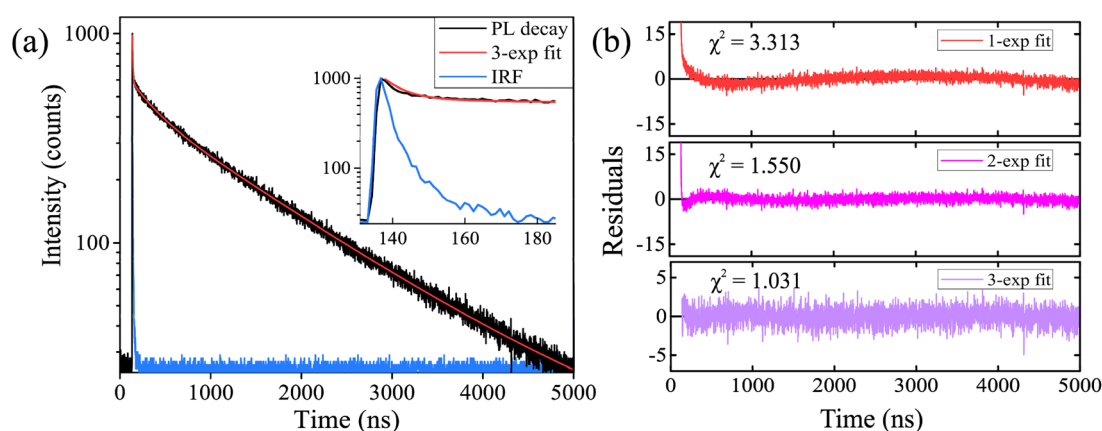 (a)
1000
100
Intensity (counts)
0
1000
2000
3000
4000
5000
Time (ns)
PL decay
3-exp fit
IRF
1000
100
140
160
180
(b)
Residuals
15
0
-15
χ² = 3.313
1-exp fit
15
0
-15
χ² = 1.550
2-exp fit
5
0
-5
χ² = 1.031
3-exp fit
0
1000
2000
3000
4000
5000
Time (ns)